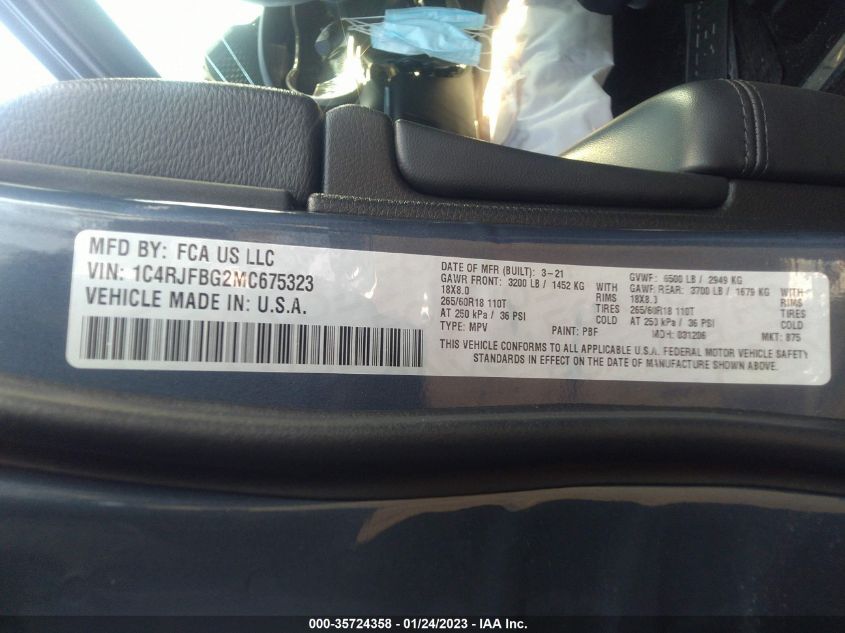 MFD BY: FCA US LLC
VIN: 1C4RJFBG2MC675323
VEHICLE MADE IN: U.S.A.
DATE OF MFR (BUILT): 3-21
GAWR FRONT: 3200 LB / 1452 KG WITH
18X8.0 RIMS
265/60R18 110T TIRES
AT 250 kPa / 36 PSI COLD
TYPE: MPV PAINT: PBF
GVWR: 6500 LB / 2949 KG
GAWR REAR: 3700 LB / 1679 KG WITH
18X8.0 RIMS
265/60R18 110T TIRES
AT 250 kPa / 36 PSI COLD
MDH: 031206 MKT: 875
THIS VEHICLE CONFORMS TO ALL APPLICABLE U.S.A. FEDERAL MOTOR VEHICLE SAFETY
STANDARDS IN EFFECT ON THE DATE OF MANUFACTURE SHOWN ABOVE.
000-35724358 - 01/24/2023 - IAA Inc.